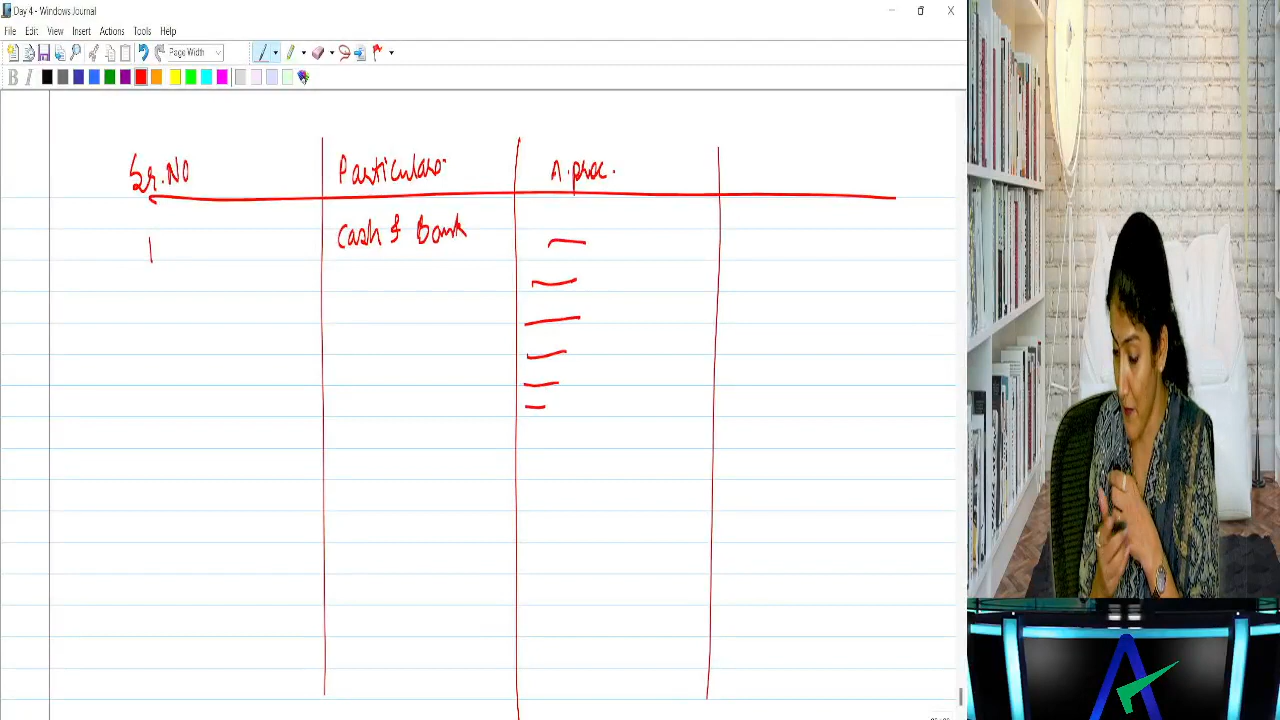 Day 4 - Windows Journal
File Edit View Insert Actions Tools Help
Page Width
B I
Sr.No Particulars A.proc.
1 Cash & Bank